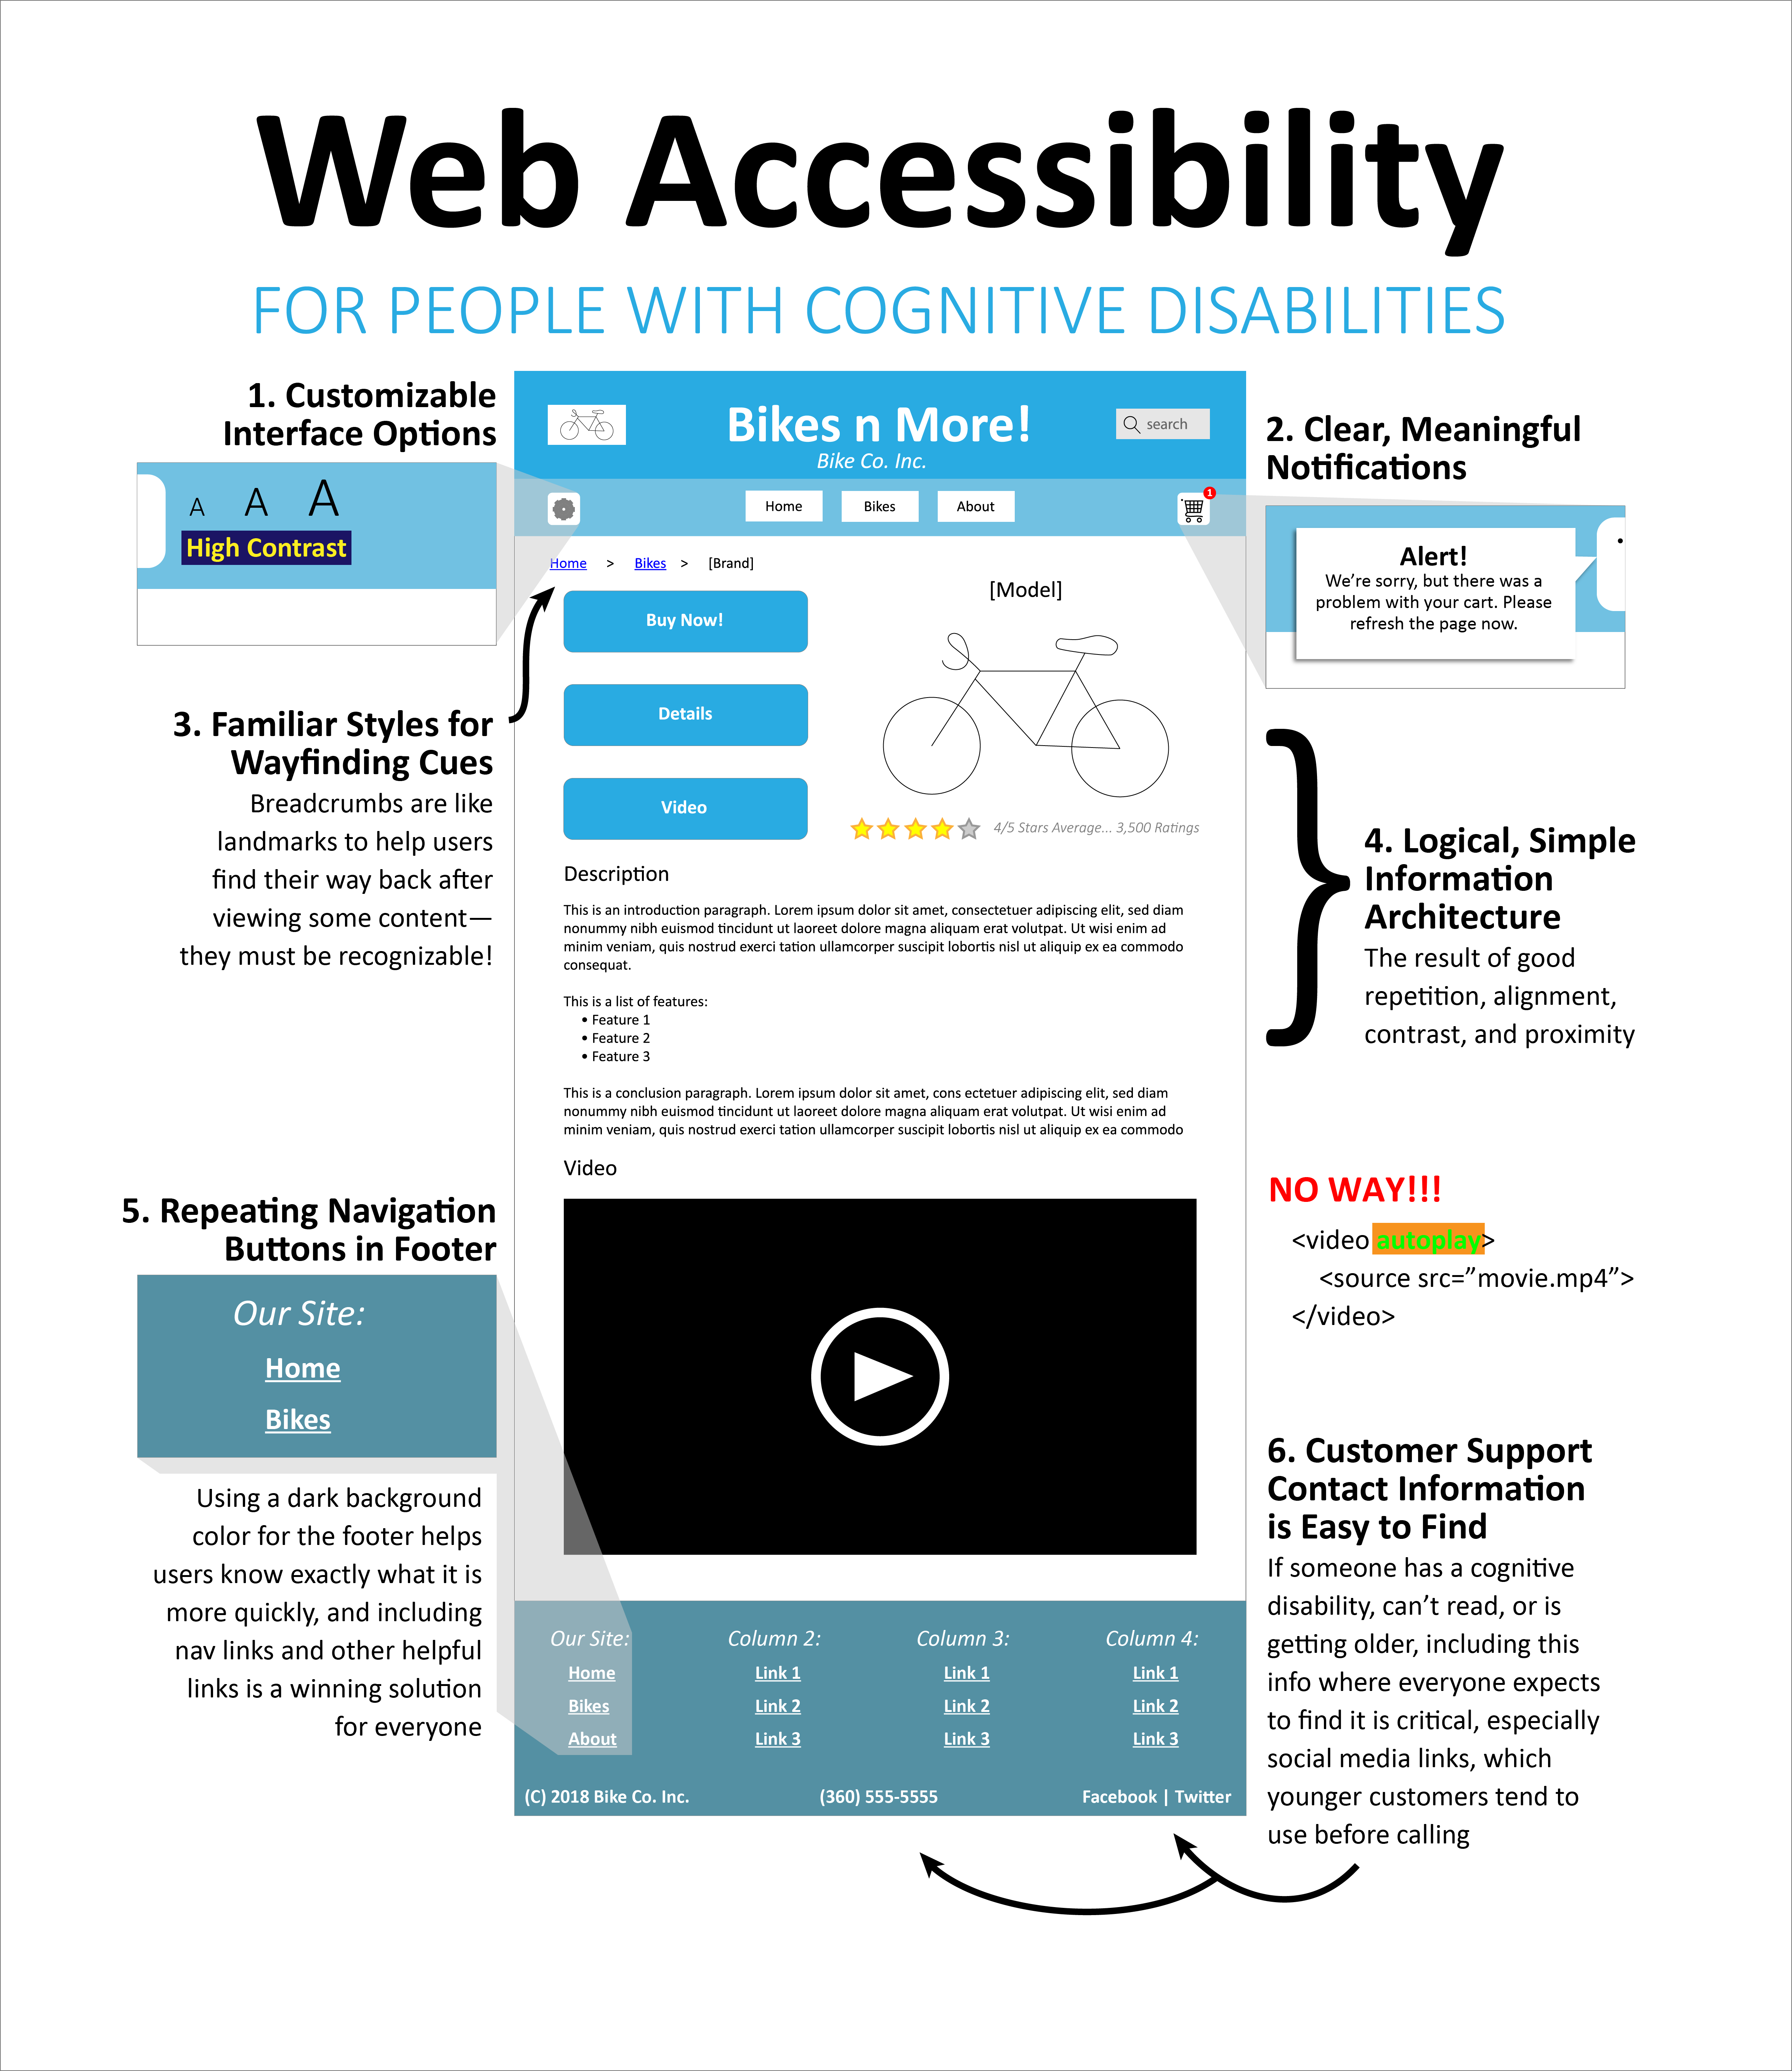 Web Accessibility
FOR PEOPLE WITH COGNITIVE DISABILITIES
1. Customizable
Interface Options
A A A
High Contrast
Bikes n More!
Bike Co. Inc.
search
Home Bikes About
1
2. Clear, Meaningful
Notifications
Alert!
We're sorry, but there was a
problem with your cart. Please
refresh the page now.
Home > Bikes > [Brand]
Buy Now!
Details
Video
[Model]
4/5 Stars Average... 3,500 Ratings
3. Familiar Styles for
Wayfinding Cues
Breadcrumbs are like
landmarks to help users
find their way back after
viewing some content—
they must be recognizable!
4. Logical, Simple
Information
Architecture
The result of good
repetition, alignment,
contrast, and proximity
Description
This is an introduction paragraph. Lorem ipsum dolor sit amet, consectetuer adipiscing elit, sed diam
nonummy nibh euismod tincidunt ut laoreet dolore magna aliquam erat volutpat. Ut wisi enim ad
minim veniam, quis nostrud exerci tation ullamcorper suscipit lobortis nisl ut aliquip ex ea commodo
consequat.
This is a list of features:
• Feature 1
• Feature 2
• Feature 3
This is a conclusion paragraph. Lorem ipsum dolor sit amet, cons ectetuer adipiscing elit, sed diam
nonummy nibh euismod tincidunt ut laoreet dolore magna aliquam erat volutpat. Ut wisi enim ad
minim veniam, quis nostrud exerci tation ullamcorper suscipit lobortis nisl ut aliquip ex ea commodo
Video
NO WAY!!!
<video autoplay>
<source src=”movie.mp4”>
</video>
5. Repeating Navigation
Buttons in Footer
Our Site:
Home
Bikes
Using a dark background
color for the footer helps
users know exactly what it is
more quickly, and including
nav links and other helpful
links is a winning solution
for everyone
6. Customer Support
Contact Information
is Easy to Find
If someone has a cognitive
disability, can't read, or is
getting older, including this
info where everyone expects
to find it is critical, especially
social media links, which
younger customers tend to
use before calling
Our Site: Column 2: Column 3: Column 4:
Home Link 1 Link 1 Link 1
Bikes Link 2 Link 2 Link 2
About Link 3 Link 3 Link 3
(C) 2018 Bike Co. Inc. (360) 555-5555 Facebook | Twitter